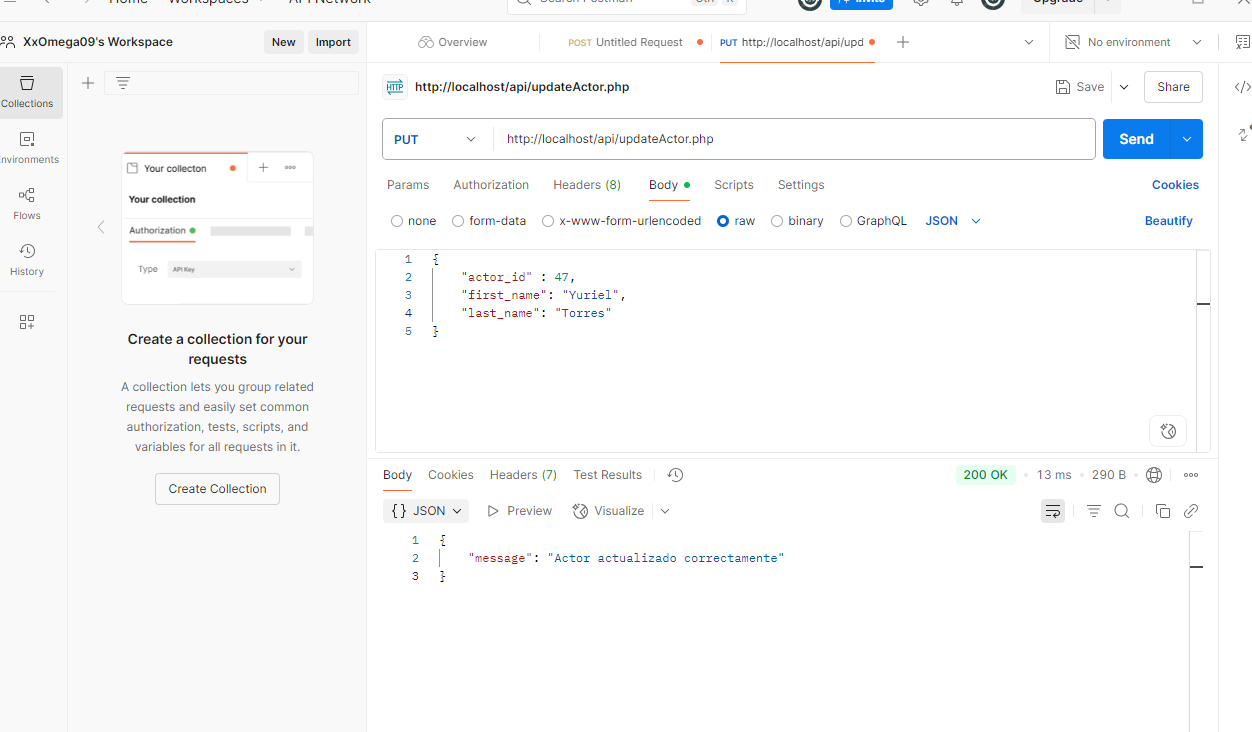 Home Workspaces API Network Search Postman Ctrl K Invite Upgrade
XxOmega09's Workspace New Import Overview POST Untitled Request PUT http://localhost/api/upd No environment
Collections
Environments
Flows
History
Your collecton
Your collection
Authorization
Type API Key
Create a collection for your
requests
A collection lets you group related
requests and easily set common
authorization, tests, scripts, and
variables for all requests in it.
Create Collection
HTTP http://localhost/api/updateActor.php Save Share
PUT http://localhost/api/updateActor.php Send
Params Authorization Headers (8) Body Scripts Settings Cookies
none form-data x-www-form-urlencoded raw binary GraphQL JSON Beautify
1 {
2 "actor_id" : 47,
3 "first_name": "Yuriel",
4 "last_name": "Torres"
5 }
Body Cookies Headers (7) Test Results 200 OK • 13 ms • 290 B
{} JSON Preview Visualize
1 {
2 "message": "Actor actualizado correctamente"
3 }